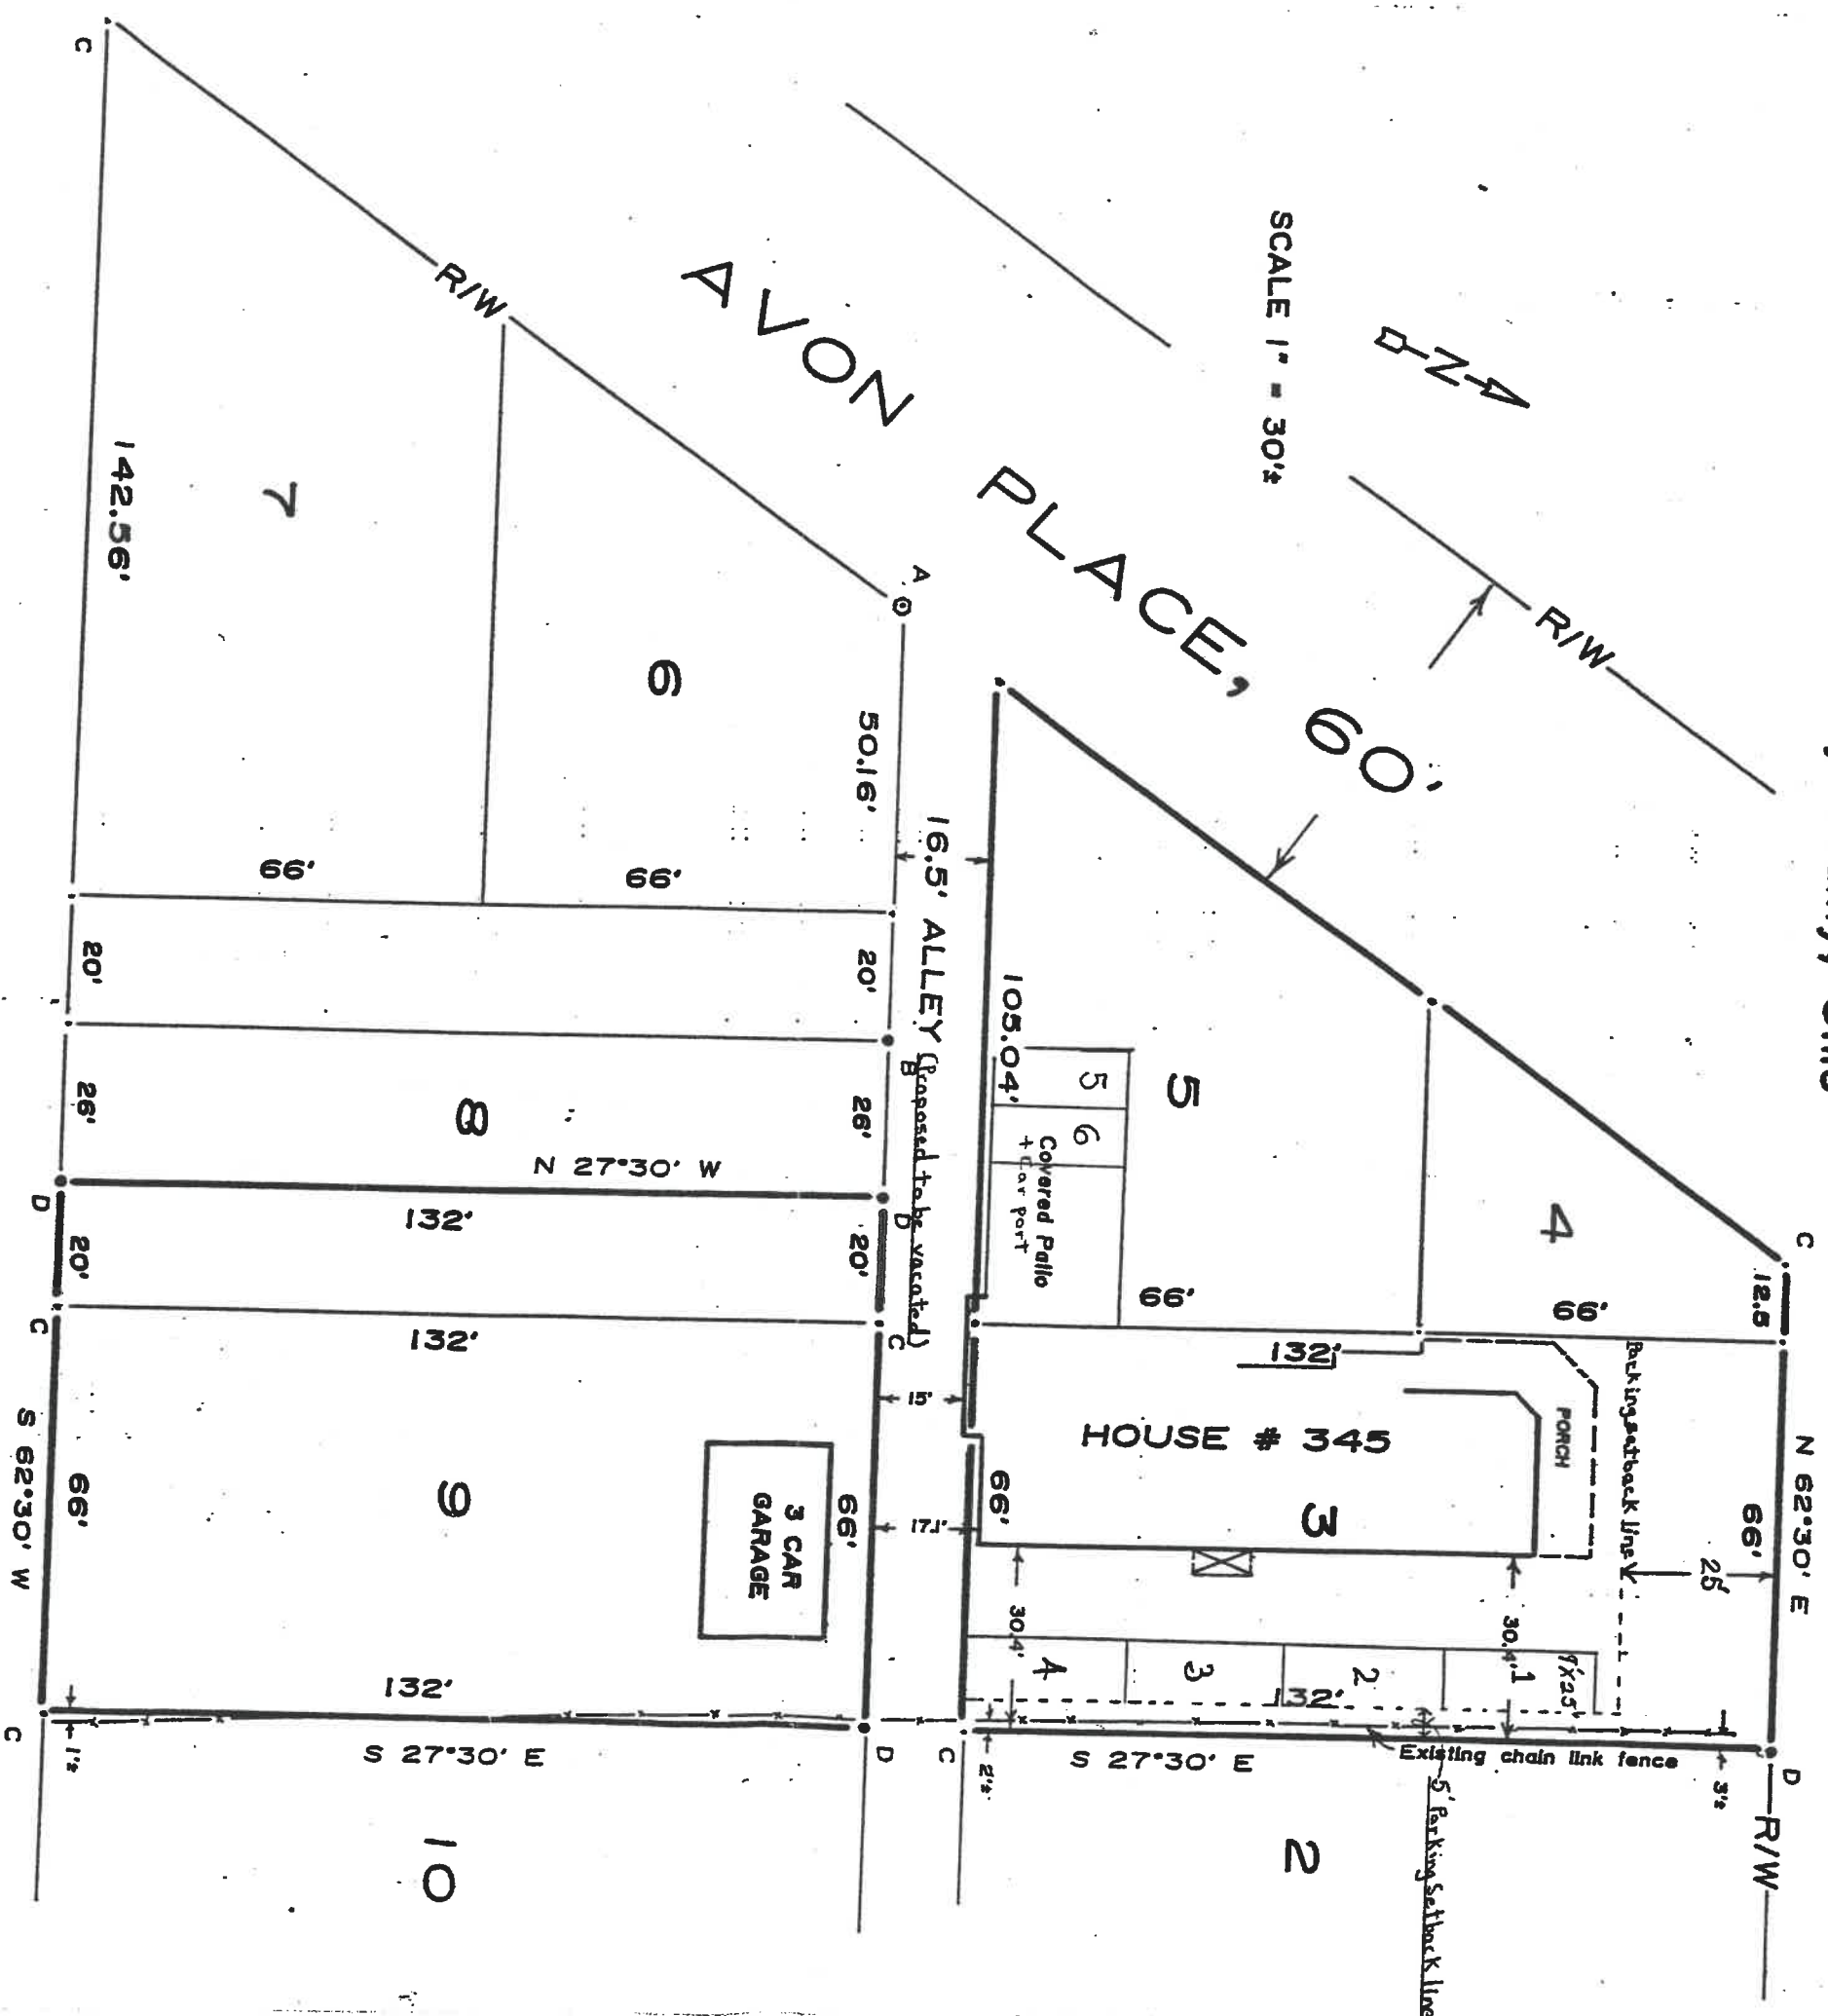 C
R/W
AVON PLACE, 60'
SCALE 1" = 30'±
N
R/W
7
142.56'
6
A
50.16'
66'
66'
16.5' ALLEY (Proposed to be vacated)
B
20'
20'
26'
26'
8
N 27°30' W
132'
D
D
20'
20'
C
C
132'
105.04'
5
5
6
Covered Patio
+ Car port
66'
4
66'
C
12.5
132'
HOUSE # 345
PORCH
Parking setback line
N 62°30' E
66'
25'
3
66'
15'
17.1'
30.4'
30.4'
1
9'x25'
2
3
4
132'
9
3 CAR
GARAGE
66'
66'
S 62°30' W
132'
S 27°30' E
1'±
C
D
C
2'±
S 27°30' E
Existing chain link fence
3'±
D
R/W
5' Parking Setback line
10
2